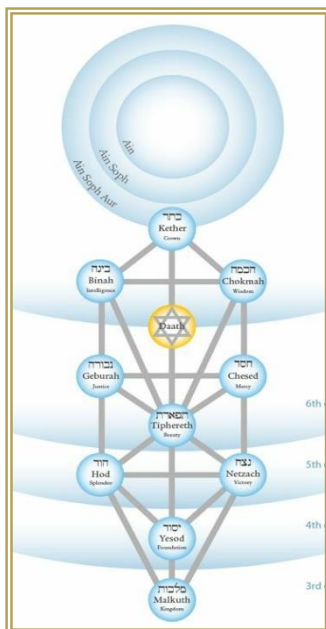 Ain
Ain Soph
Ain Soph Aur
כתר
Kether
Crown
בינה
Binah
Intelligence
חכמה
Chokmah
Wisdom
Daath
גבורה
Geburah
Justice
חסד
Chesed
Mercy
6th
תפארת
Tiphereth
Beauty
5th
הוד
Hod
Splendor
נצח
Netzach
Victory
4th
יסוד
Yesod
Foundation
3rd
מלכות
Malkuth
Kingdom